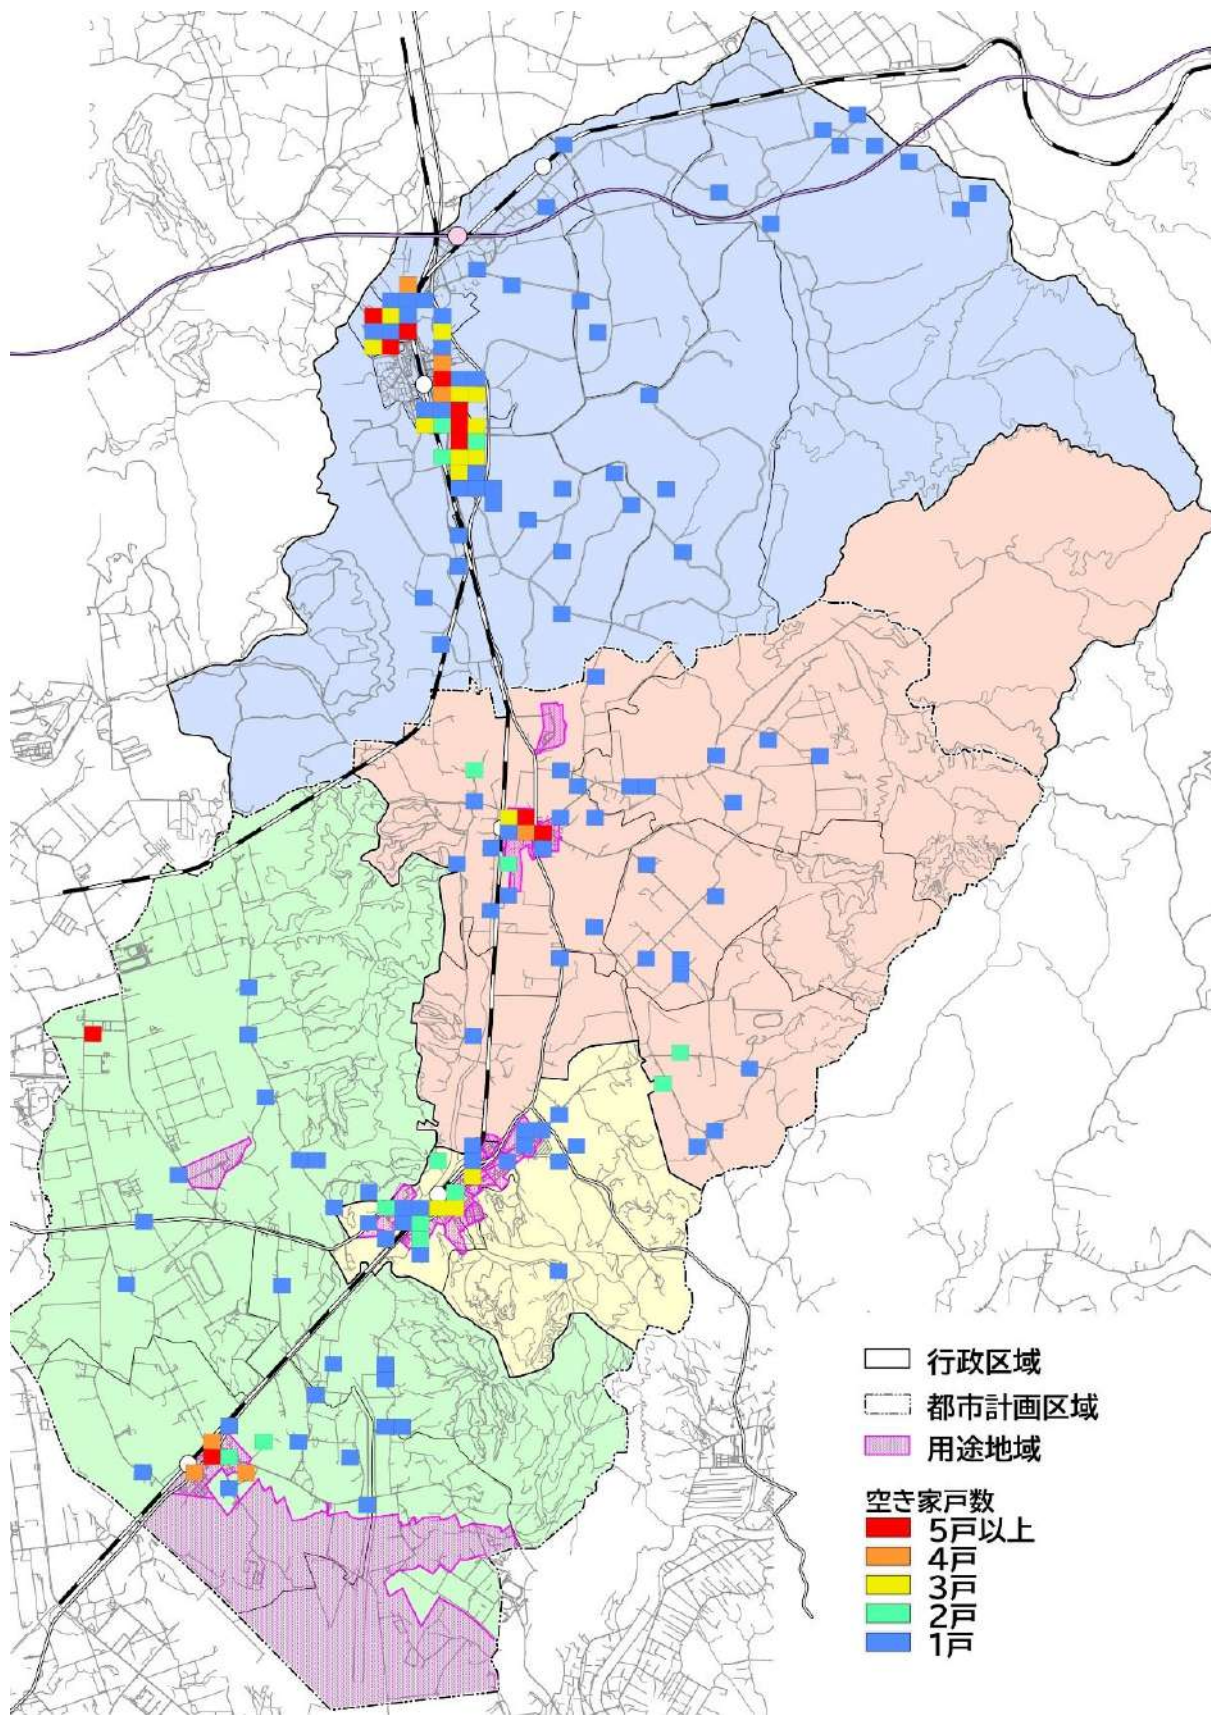 行政区域
都市計画区域
用途地域
空き家戸数
5戸以上
4戸
3戸
2戸
1戸